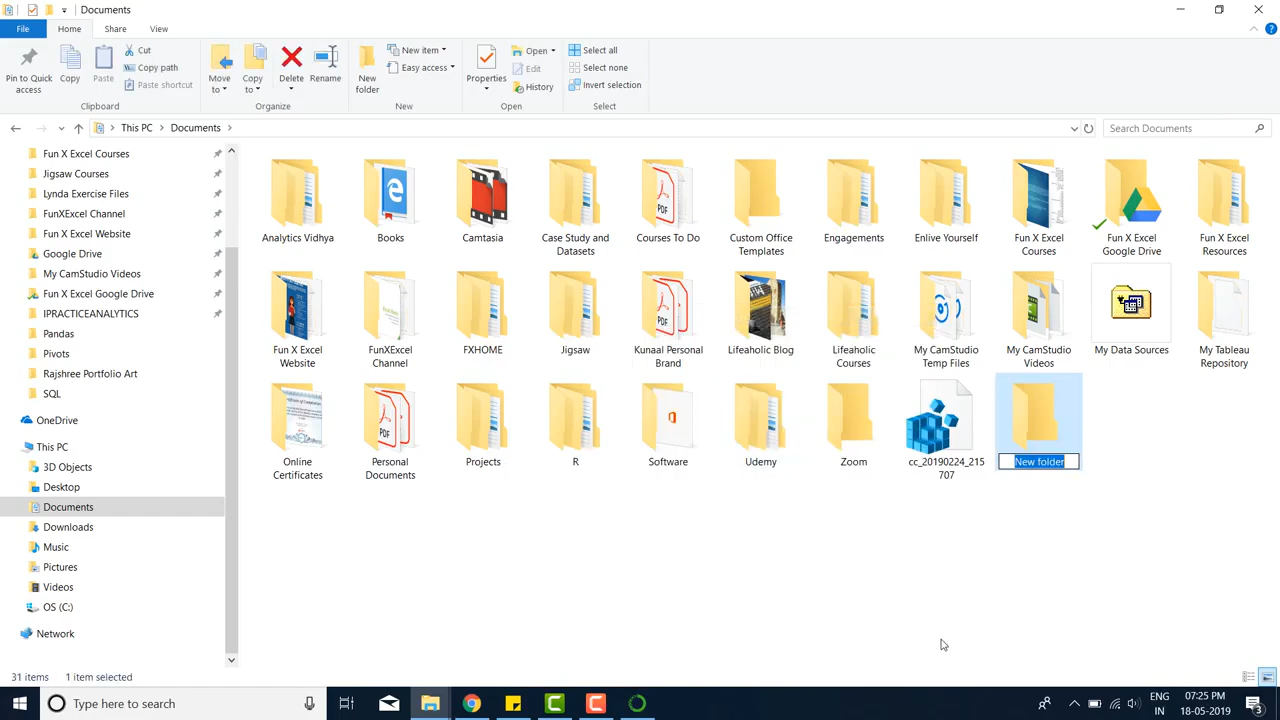 Documents
File Home Share View
Pin to Quick access
Copy
Paste
Cut
Copy path
Paste shortcut
Clipboard
Move to
Copy to
Delete
Rename
Organize
New folder
New item
Easy access
New
Properties
Open
Edit
History
Open
Select all
Select none
Invert selection
Select
This PC Documents
Search Documents
Fun X Excel Courses
Jigsaw Courses
Lynda Exercise Files
FunXExcel Channel
Fun X Excel Website
Google Drive
My CamStudio Videos
Fun X Excel Google Drive
IPRACTICEANALYTICS
Pandas
Pivots
Rajshree Portfolio Art
SQL
OneDrive
This PC
3D Objects
Desktop
Documents
Downloads
Music
Pictures
Videos
OS (C:)
Network
Analytics Vidhya
Books
Camtasia
Case Study and
Datasets
PDF
Courses To Do
Custom Office
Templates
Engagements
Enlive Yourself
Fun X Excel
Courses
Fun X Excel
Google Drive
Fun X Excel
Resources
Fun X Excel
Website
FunXExcel
Channel
FXHOME
Jigsaw
PDF
Kunaal Personal
Brand
Lifeaholic Blog
Lifeaholic
Courses
My CamStudio
Temp Files
My CamStudio
Videos
My Data Sources
My Tableau
Repository
Online
Certificates
PDF
Personal
Documents
Projects
R
Software
Udemy
Zoom
cc_20190224_215
707
New folder
31 items 1 item selected
Type here to search
ENG
IN
07:25 PM
18-05-2019
3